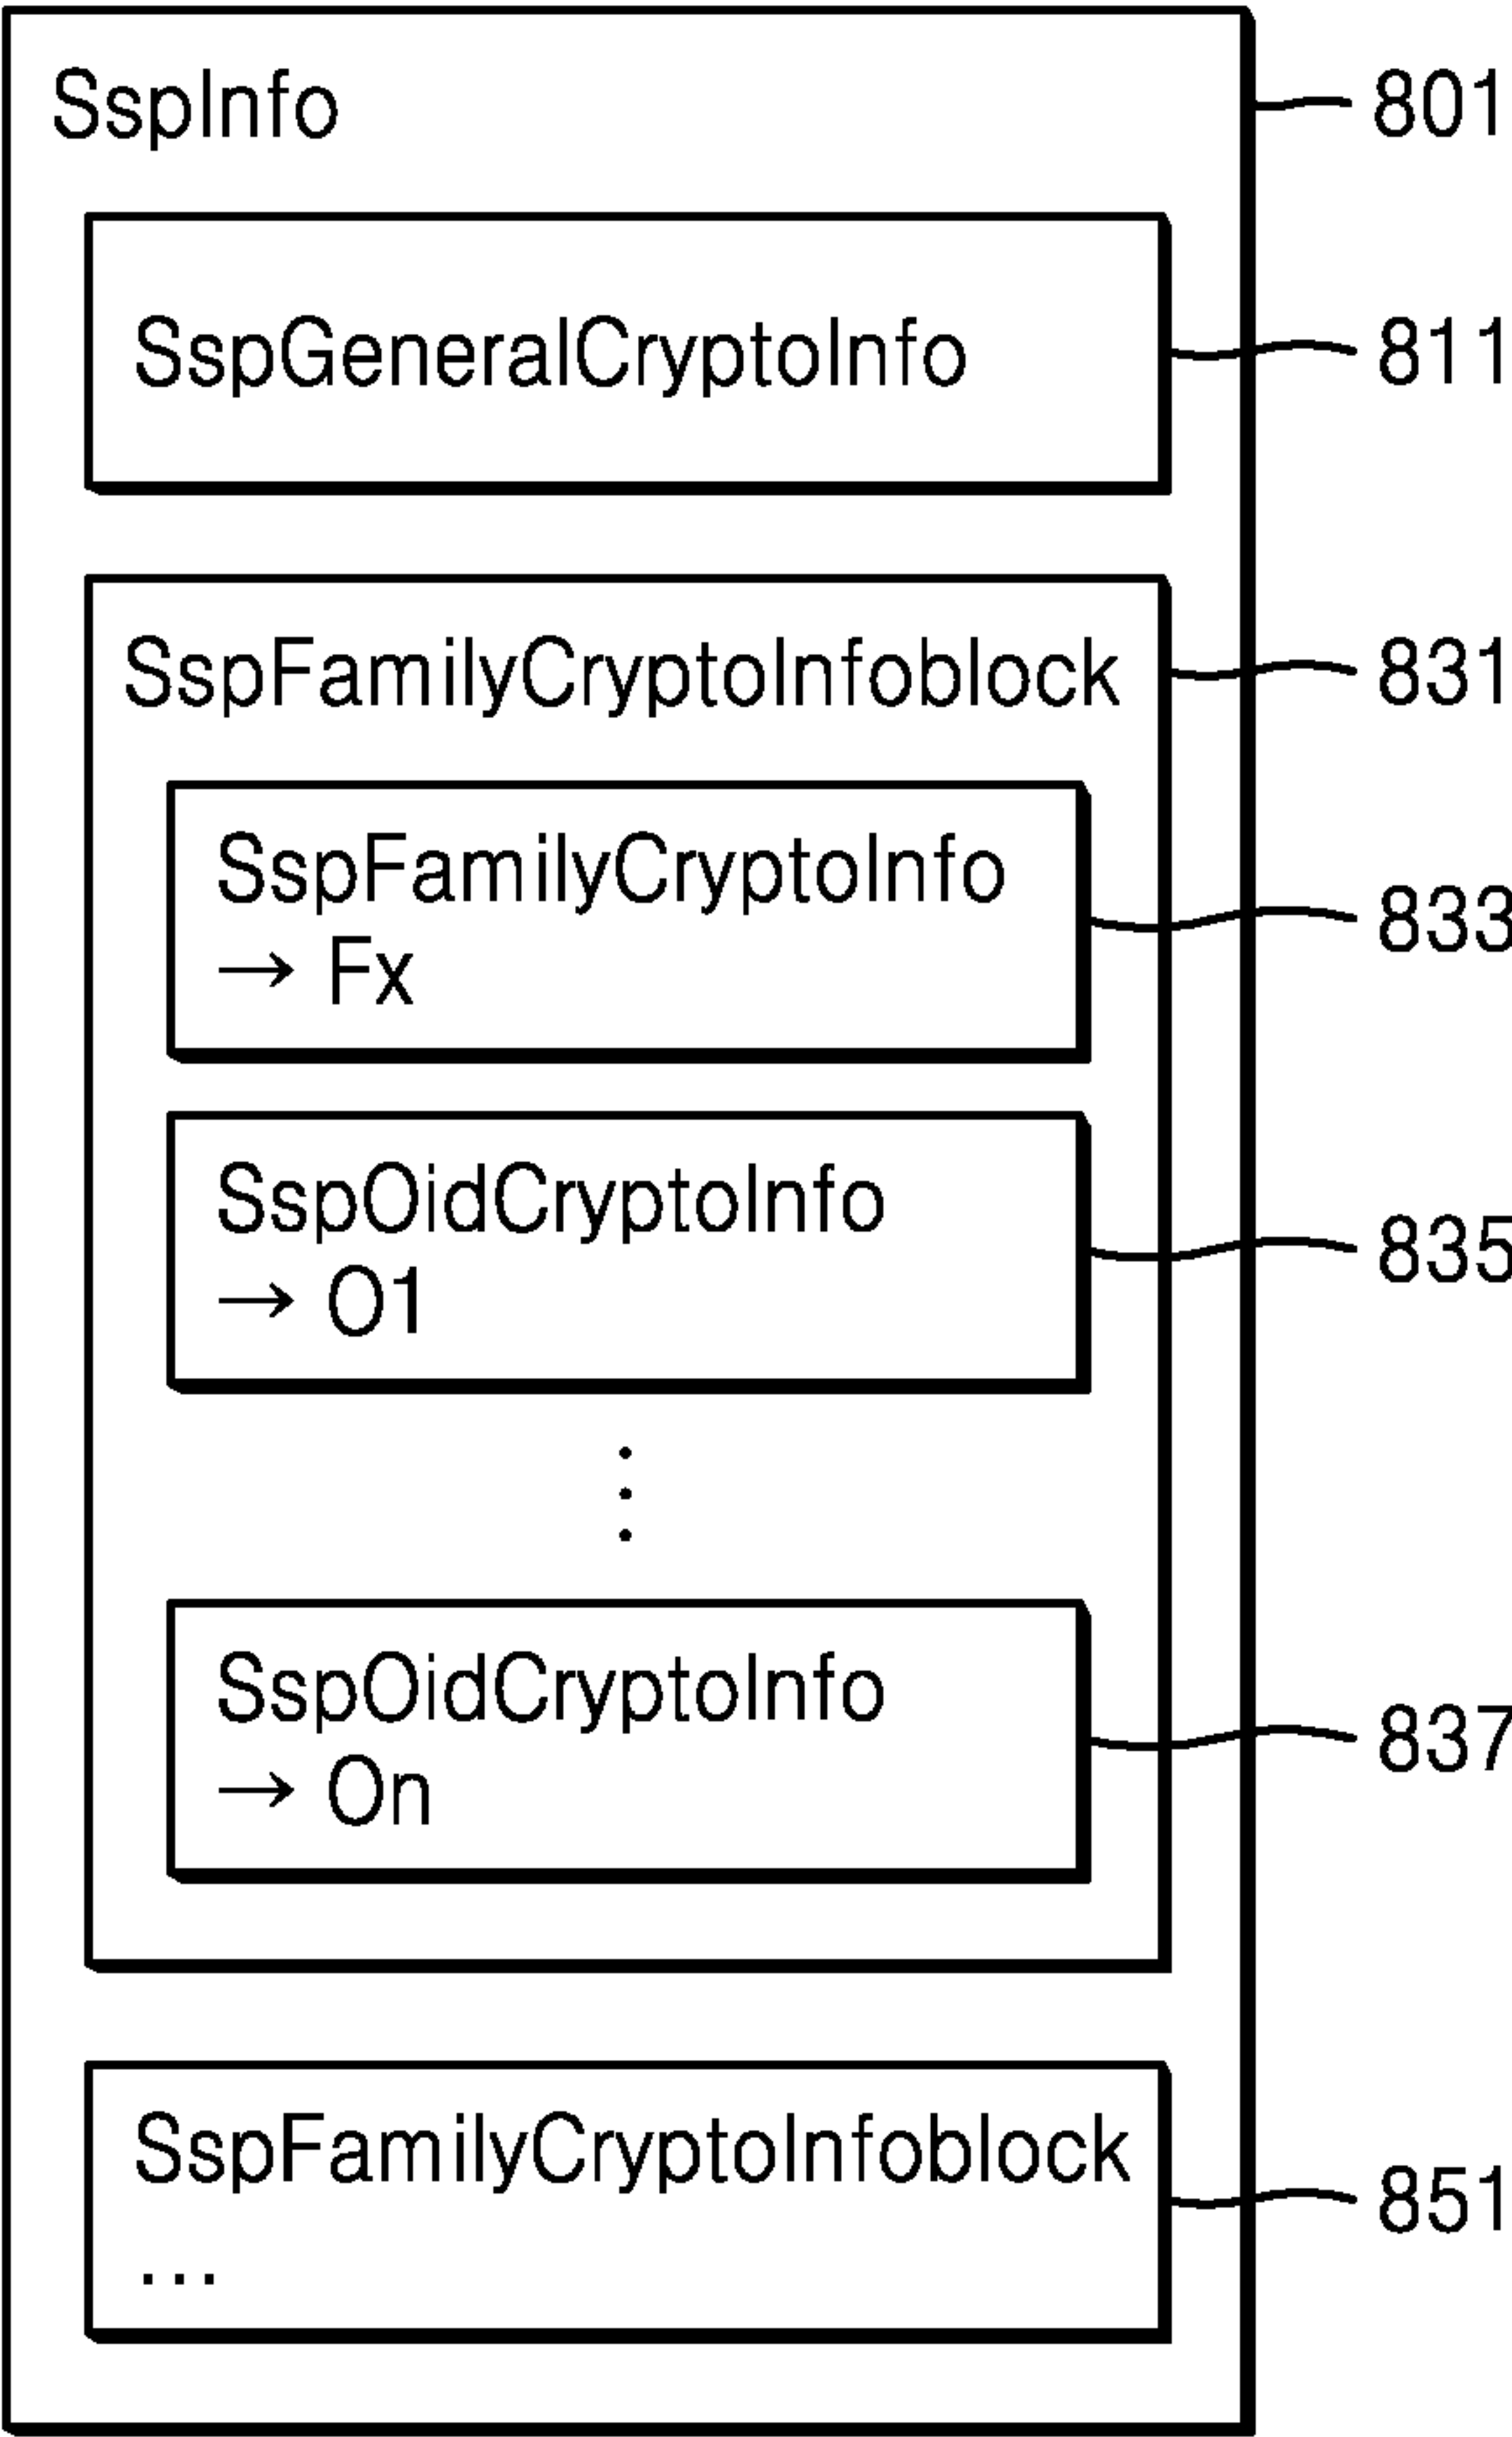 SspInfo 801
SspGeneralCryptoInfo 811
SspFamilyCryptoInfoblock 831
SspFamilyCryptoInfo 833
→ Fx
SspOidCryptoInfo 835
→ O1
⋮
SspOidCryptoInfo 837
→ On
SspFamilyCryptoInfoblock 851
...